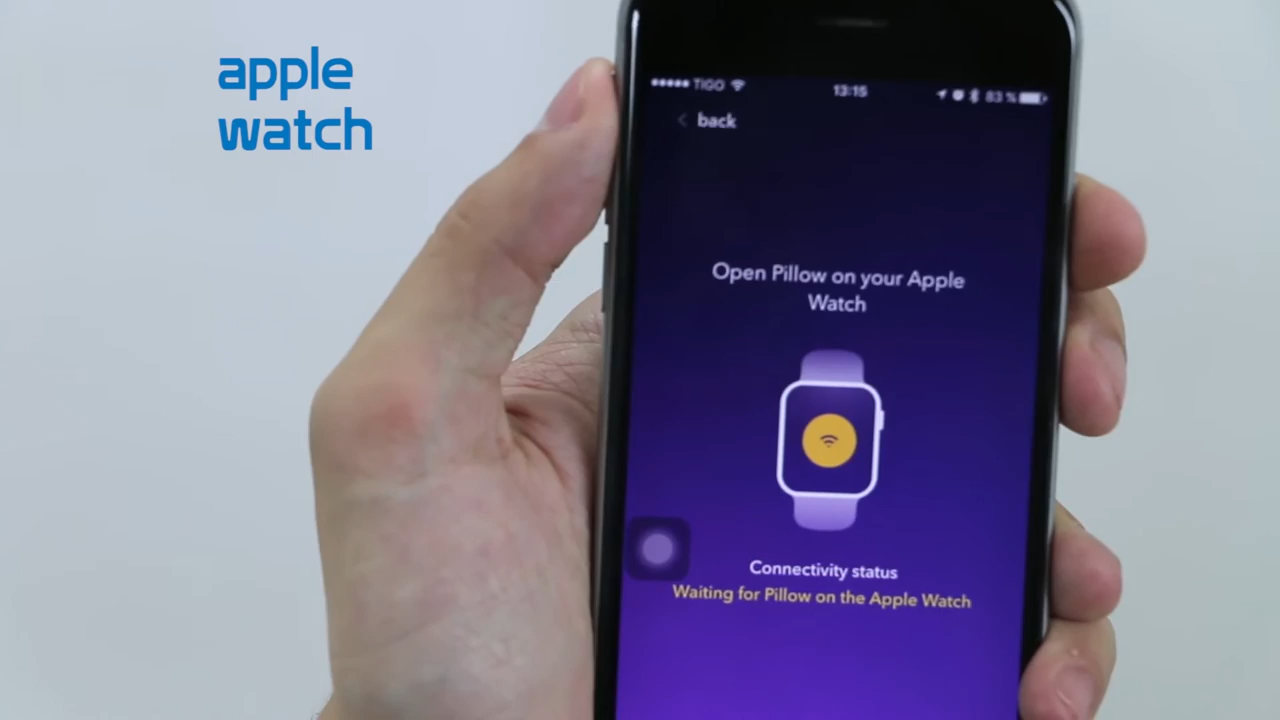 apple
watch
TIGO
13:15
83 %
back
Open Pillow on your Apple
Watch
Connectivity status
Waiting for Pillow on the Apple Watch